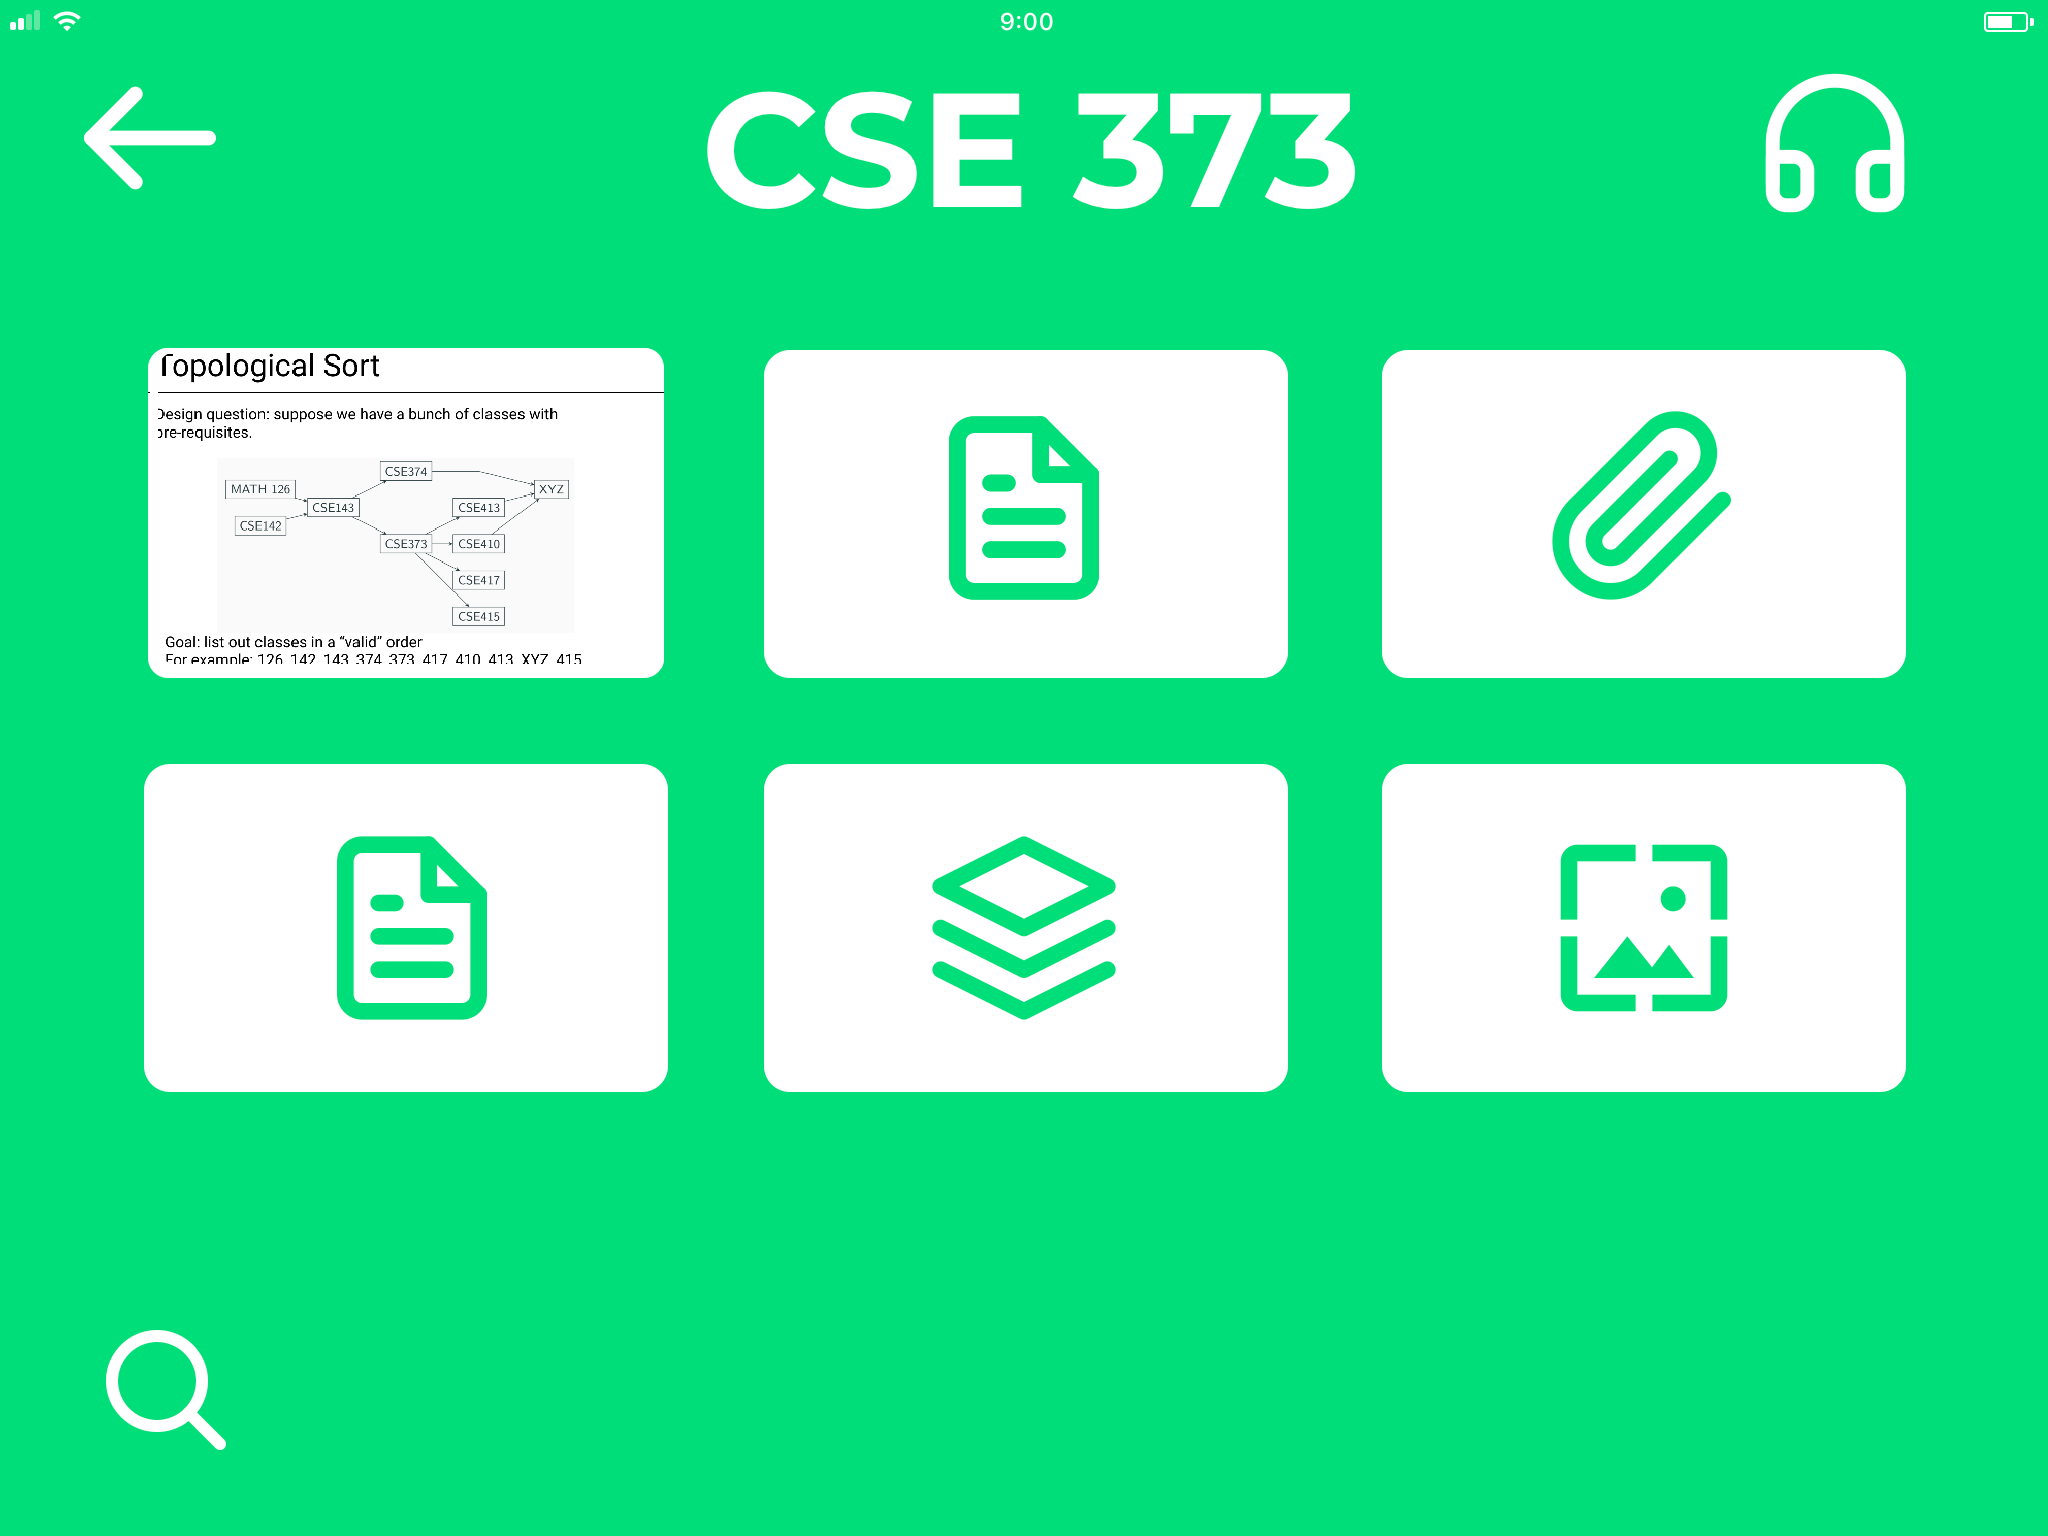 9:00
CSE 373
Topological Sort
Design question: suppose we have a bunch of classes with
pre-requisites.
CSE374
MATH 126
XYZ
CSE143
CSE413
CSE142
CSE373
CSE410
CSE417
CSE415
Goal: list out classes in a “valid” order
For example: 126, 142, 143, 374, 373, 417, 410, 413, XYZ, 415